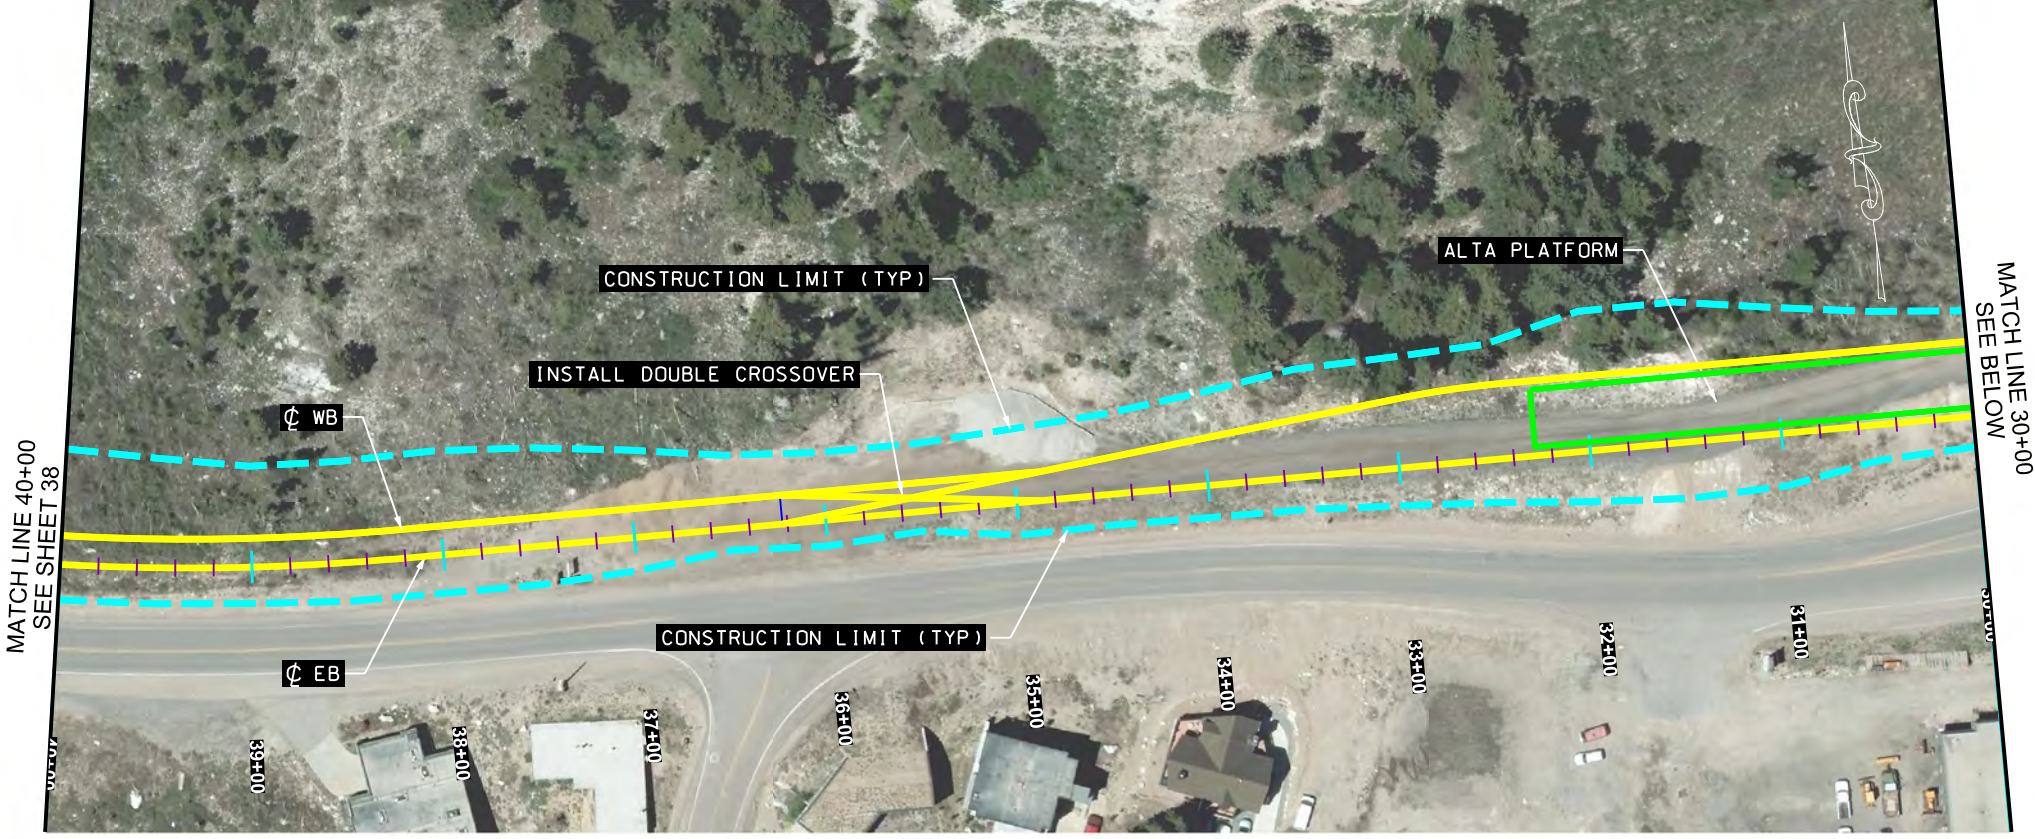 ALTA PLATFORM
CONSTRUCTION LIMIT (TYP)
INSTALL DOUBLE CROSSOVER
℄ WB
MATCH LINE 40+00
SEE SHEET 38
MATCH LINE 30+00
SEE BELOW
CONSTRUCTION LIMIT (TYP)
℄ EB
39+00
38+00
37+00
36+00
35+00
34+00
33+00
32+00
31+00